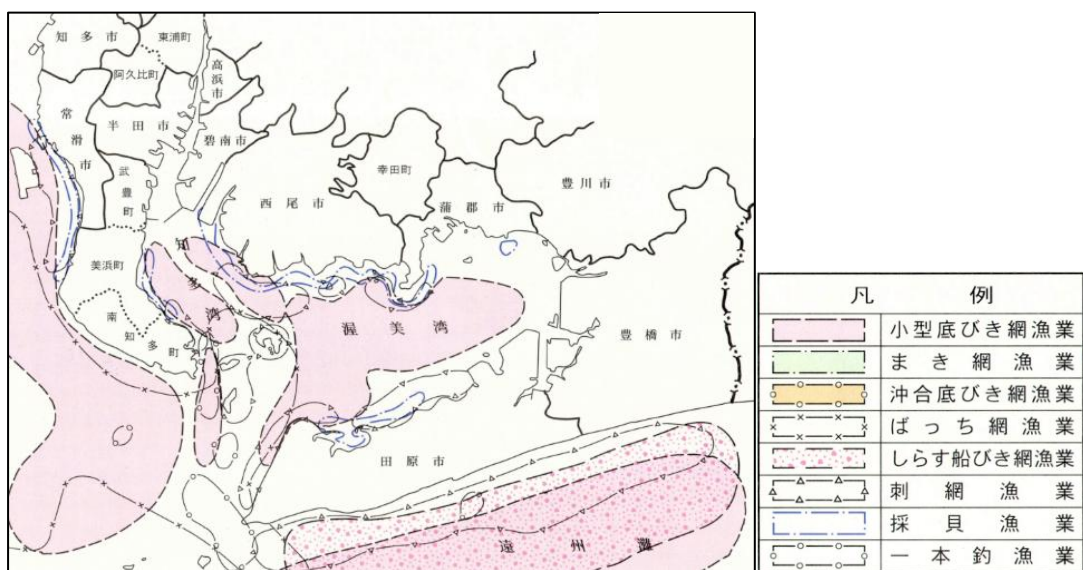 知多市
東浦町
阿久比町
高浜市
常滑市
半田市
碧南市
武豊町
西尾市
幸田町
蒲郡市
豊川市
知多湾
美浜町
南知多町
渥美湾
豊橋市
田原市
遠州灘
凡例
小型底びき網漁業
まき網漁業
沖合底びき網漁業
ばっち網漁業
しらす船びき網漁業
刺網漁業
採貝漁業
一本釣漁業